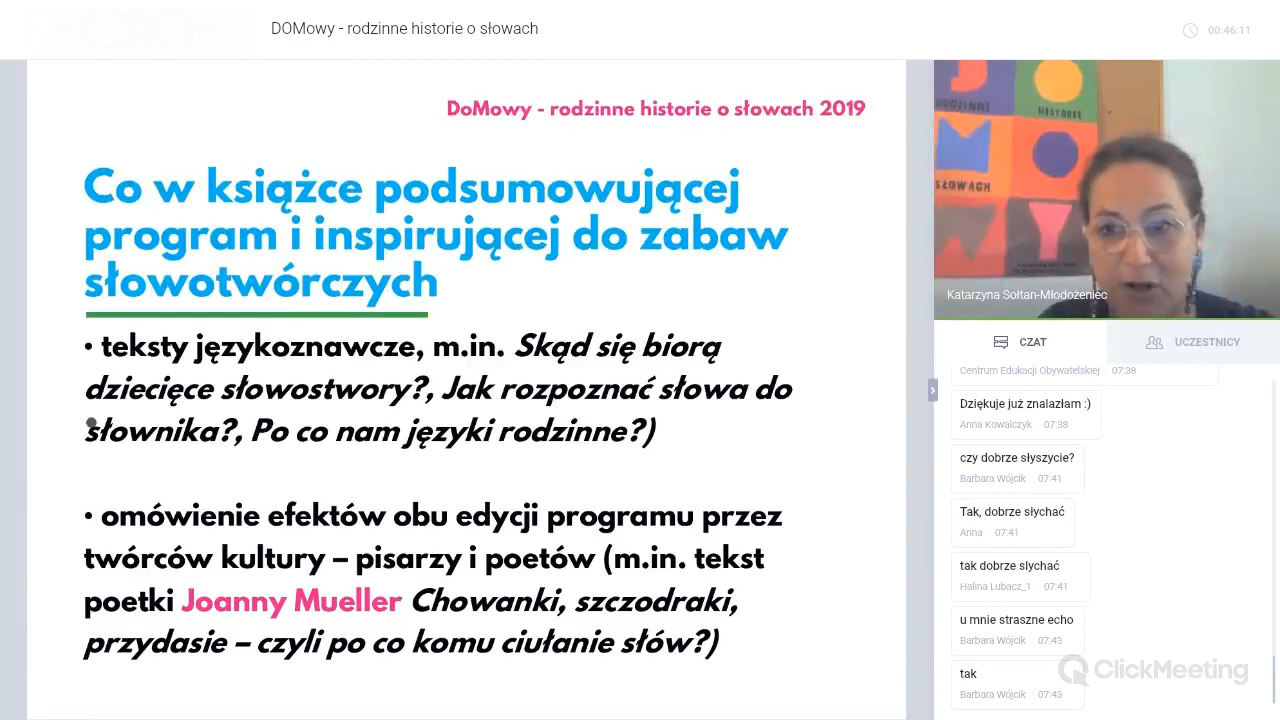 DOMowy - rodzinne historie o słowach
00:46:11
DoMowy - rodzinne historie o słowach 2019
Co w książce podsumowującej
program i inspirującej do zabaw
słowotwórczych
• teksty językoznawcze, m.in. Skąd się biorą
dziecięce słowostwory?, Jak rozpoznać słowa do
słownika?, Po co nam języki rodzinne?)
• omówienie efektów obu edycji programu przez
twórców kultury – pisarzy i poetów (m.in. tekst
poetki Joanny Mueller Chowanki, szczodraki,
przydasie – czyli po co komu ciułanie słów?)
HISTORIE
SŁOWACH
Katarzyna Sołtan-Młodożeniec
CZAT
UCZESTNICY
Centrum Edukacji Obywatelskiej 07:38
Dziękuje już znalazłam :)
Anna Kowalczyk 07:38
czy dobrze słyszycie?
Barbara Wójcik 07:41
Tak, dobrze słychać
Anna 07:41
tak dobrze slychać
Halina Lubacz_1 07:41
u mnie straszne echo
Barbara Wójcik 07:43
tak
Barbara Wójcik 07:43
ClickMeeting